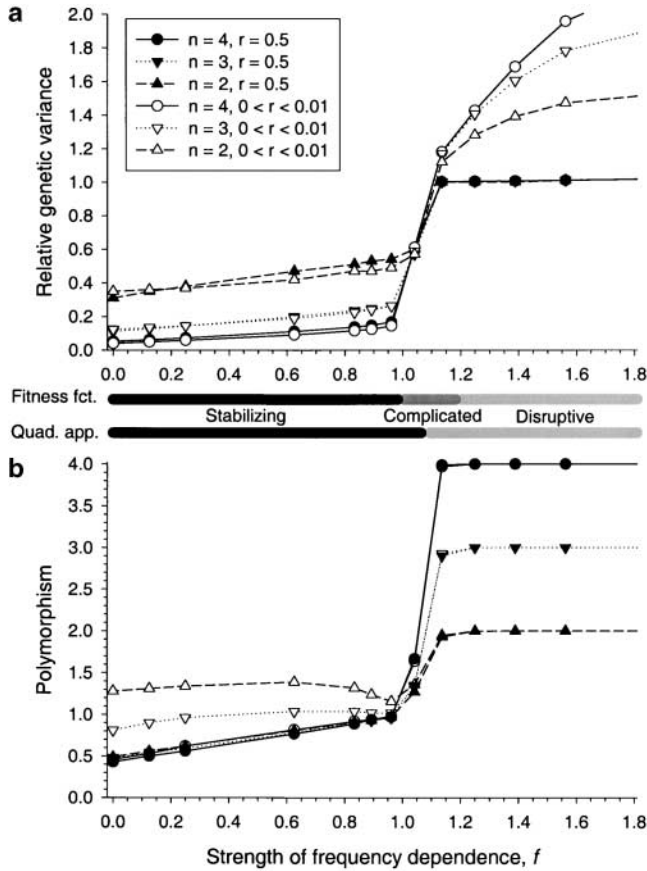 a
2.0
1.8
1.6
1.4
1.2
1.0
0.8
0.6
0.4
0.2
0.0
Relative genetic variance
n = 4, r = 0.5
n = 3, r = 0.5
n = 2, r = 0.5
n = 4, 0 < r < 0.01
n = 3, 0 < r < 0.01
n = 2, 0 < r < 0.01
0.0 0.2 0.4 0.6 0.8 1.0 1.2 1.4 1.6 1.8
Fitness fct.
Stabilizing Complicated Disruptive
Quad. app.
b
4.0
3.5
3.0
2.5
2.0
1.5
1.0
0.5
0.0
Polymorphism
0.0 0.2 0.4 0.6 0.8 1.0 1.2 1.4 1.6 1.8
Strength of frequency dependence, f